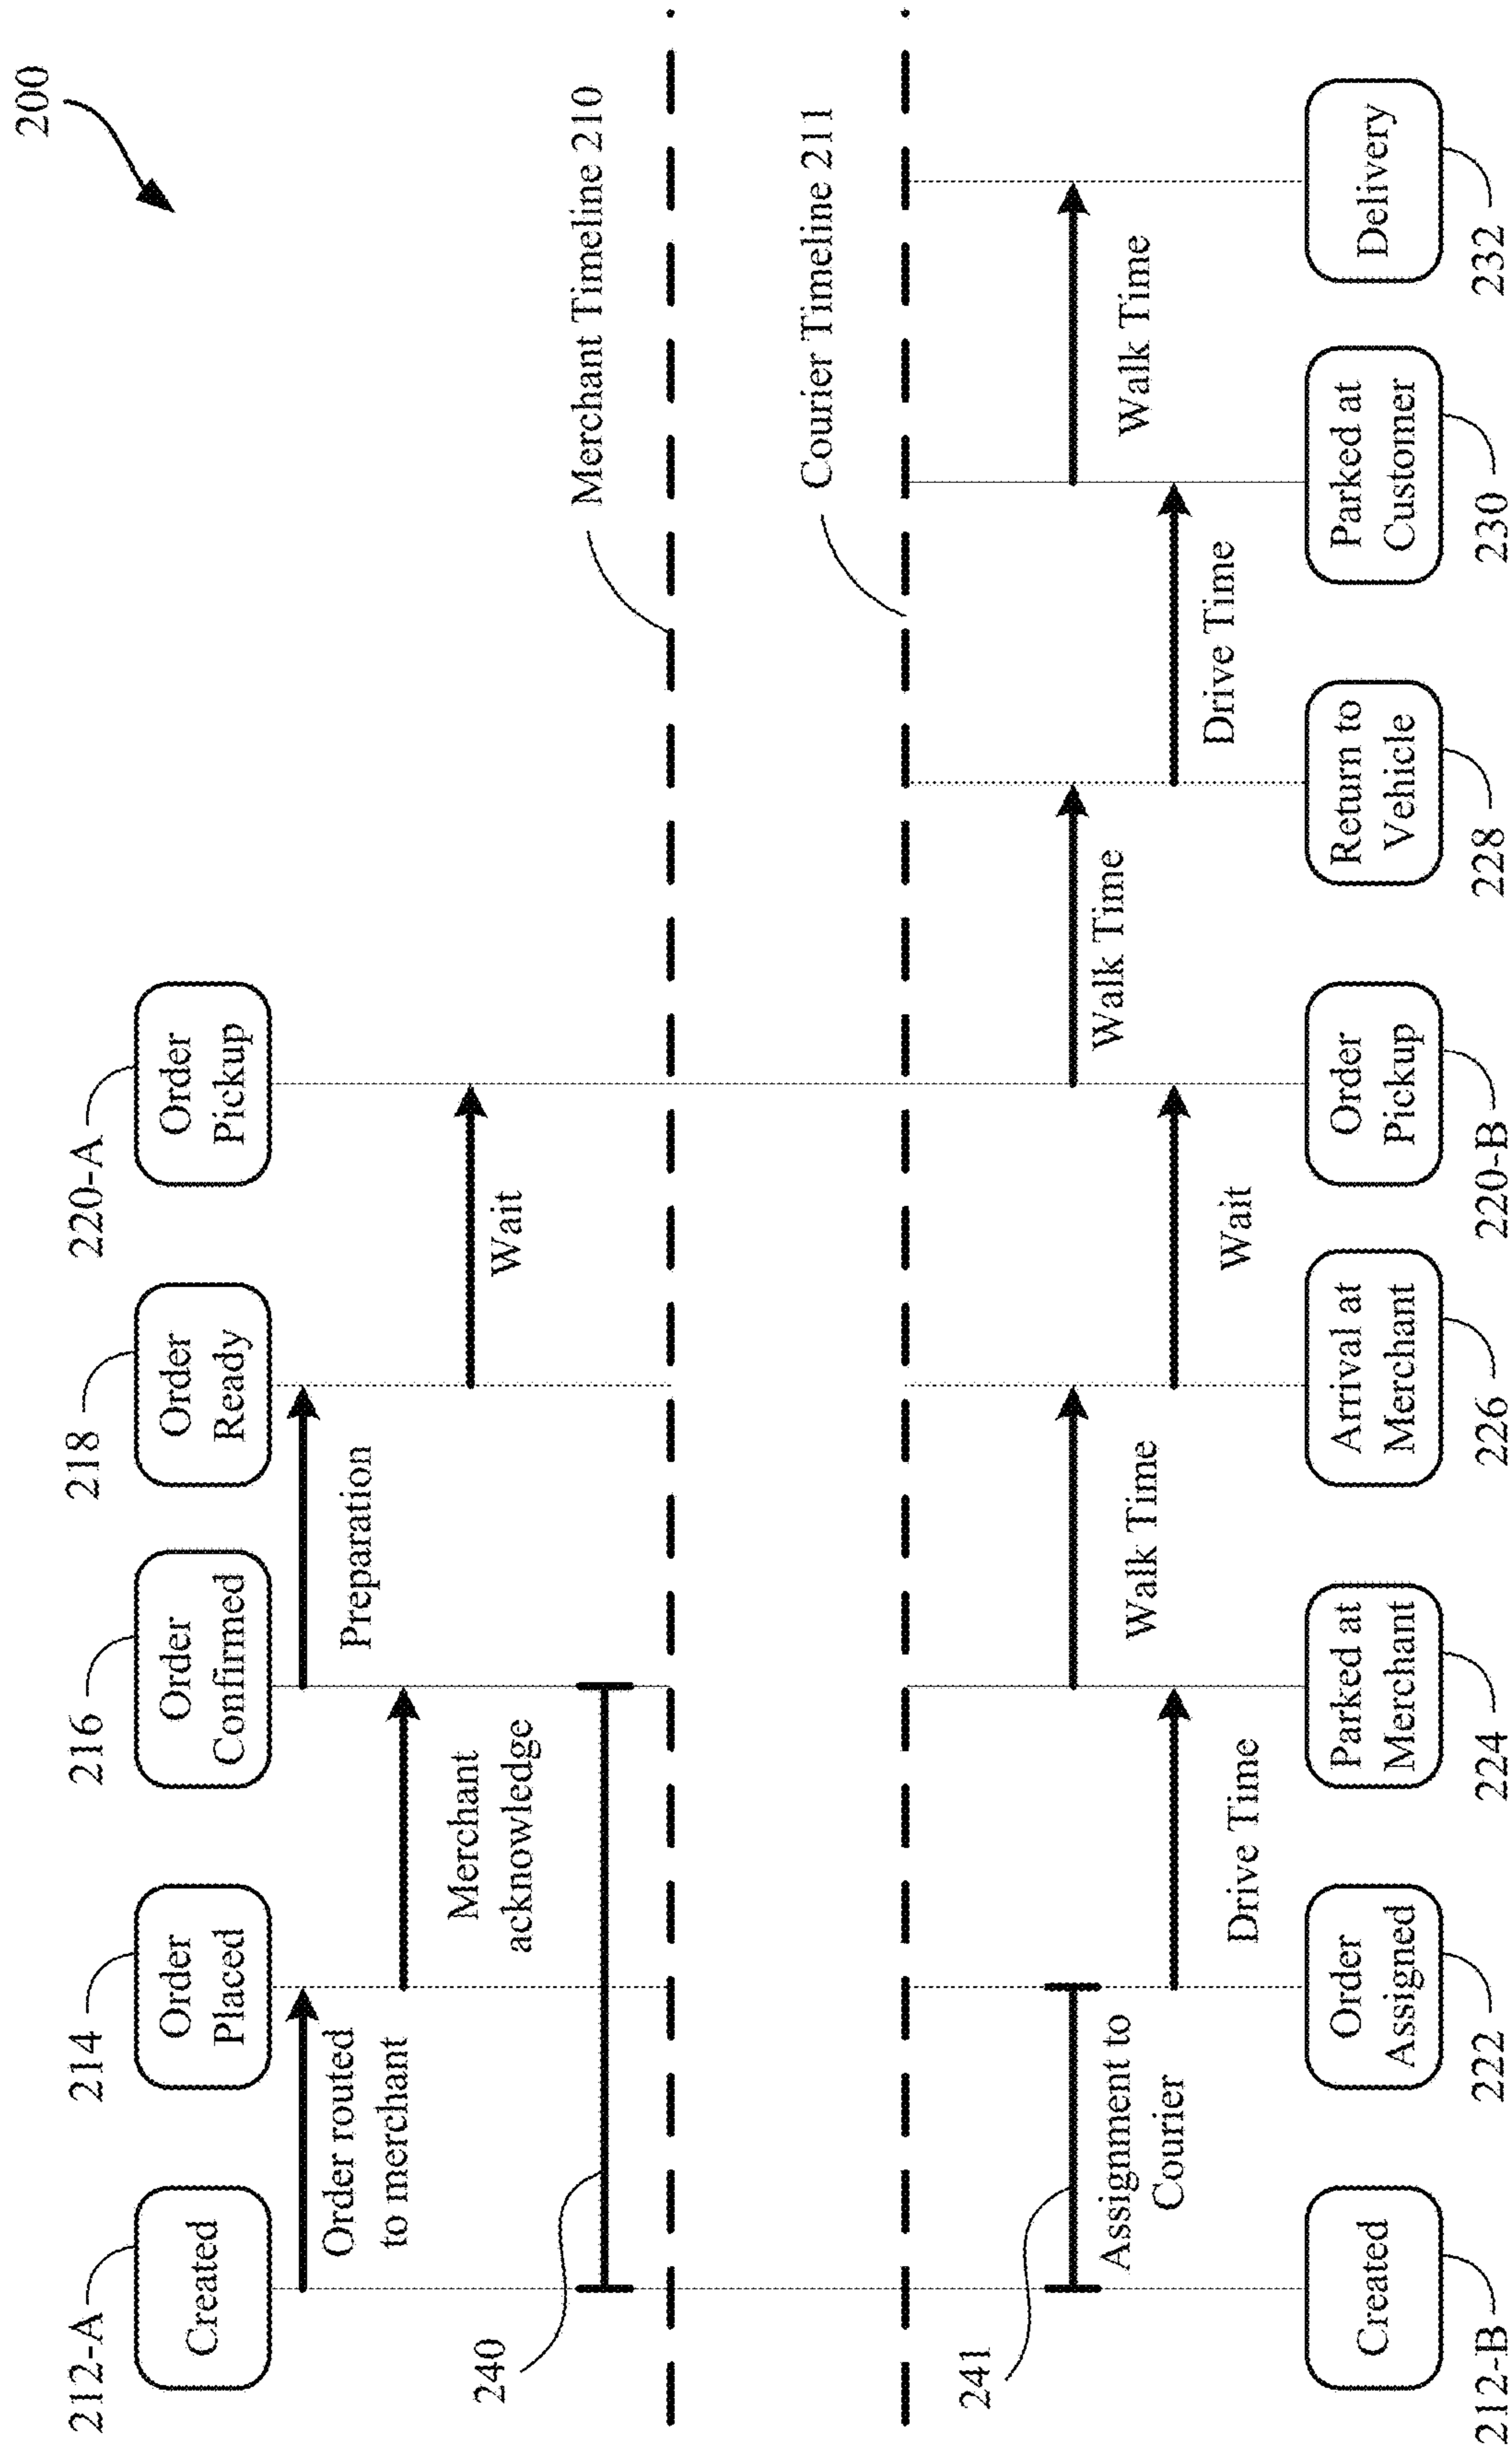 200
212-A
214
216
218
220-A
Created
Order
Placed
Order
Confirmed
Order
Ready
Order
Pickup
Order routed
to merchant
Merchant
acknowledge
Preparation
Wait
240
Merchant Timeline 210
Courier Timeline 211
241
Assignment to
Courier
Drive Time
Walk Time
Wait
Walk Time
Drive Time
Walk Time
Created
Order
Assigned
Parked at
Merchant
Arrival at
Merchant
Order
Pickup
Return to
Vehicle
Parked at
Customer
Delivery
212-B
222
224
226
220-B
228
230
232